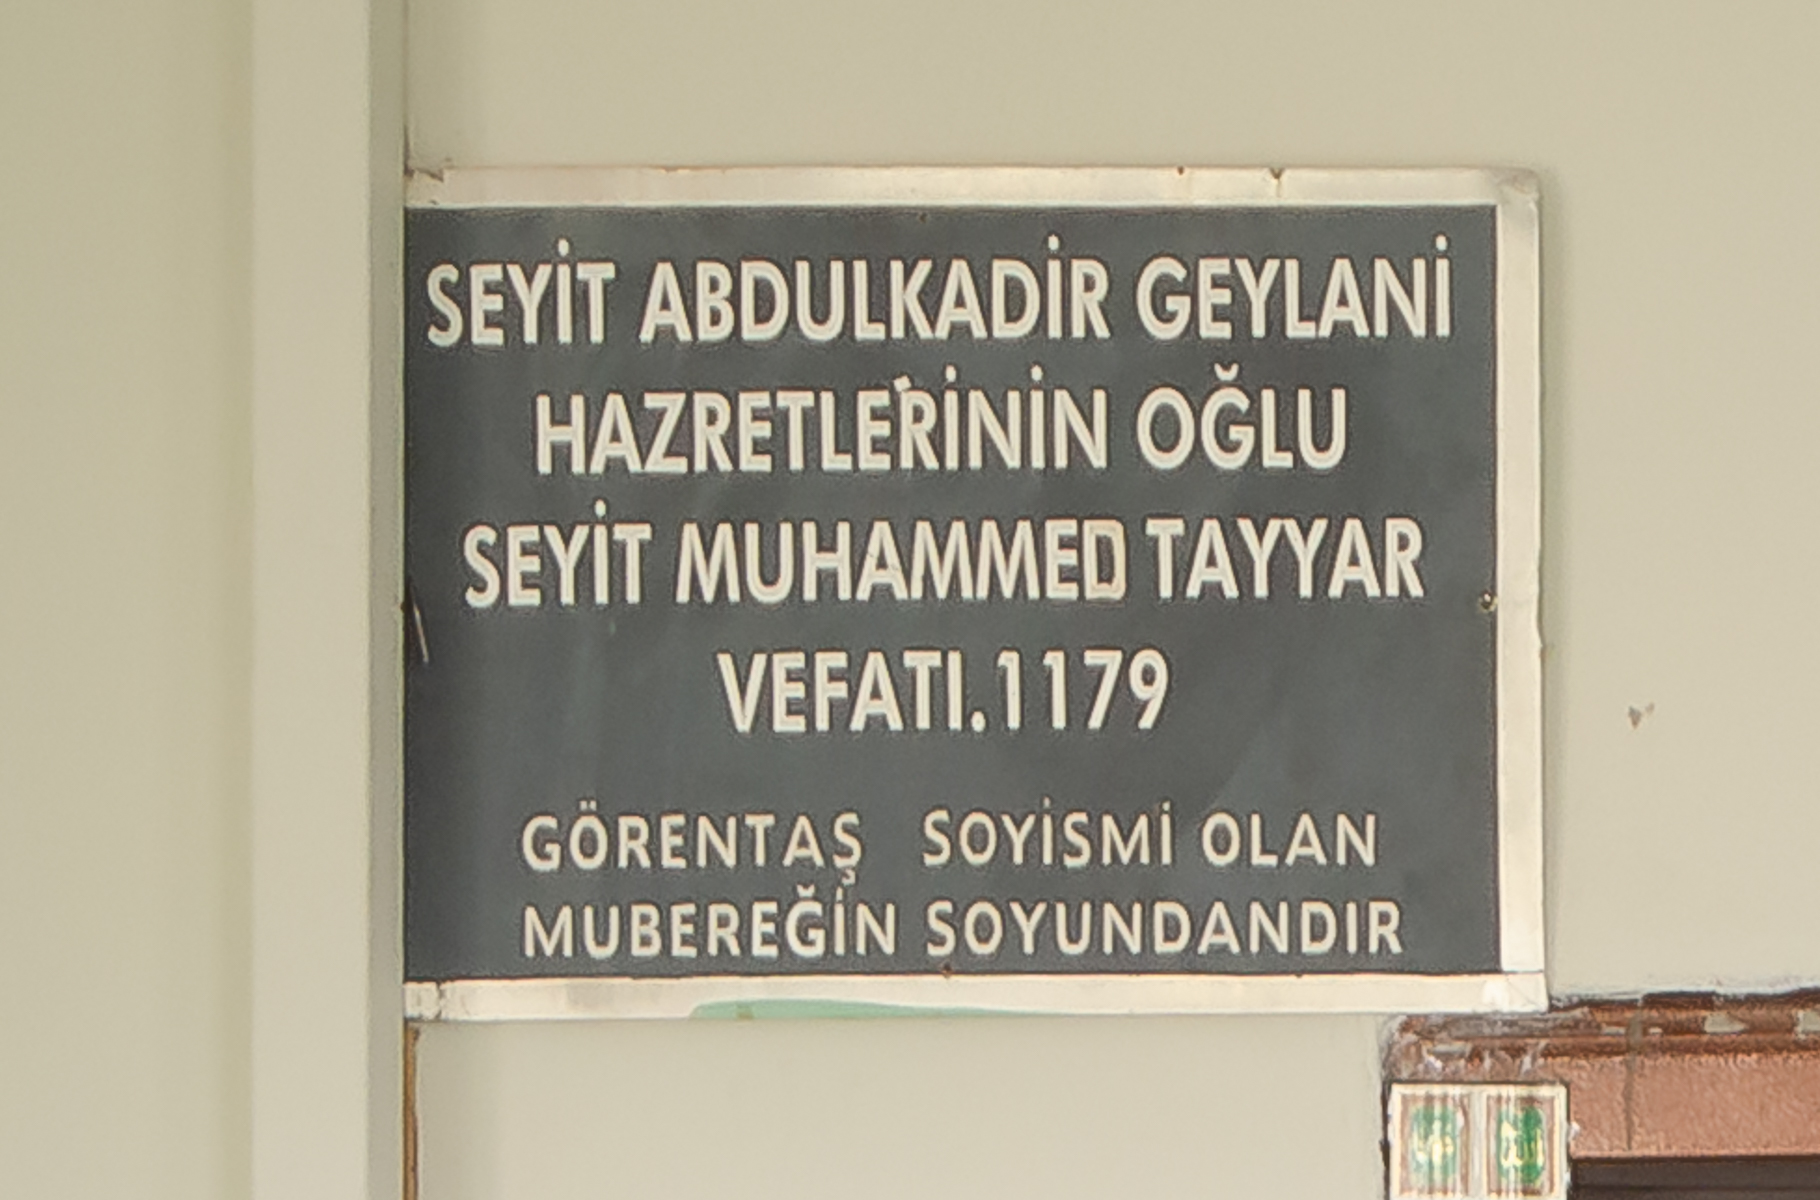 SEYİT ABDULKADİR GEYLANİ
HAZRETLERİNİN OĞLU
SEYİT MUHAMMED TAYYAR
VEFATI.1179
GÖRENTAŞ SOYİSMİ OLAN
MUBEREĞİN SOYUNDANDIR